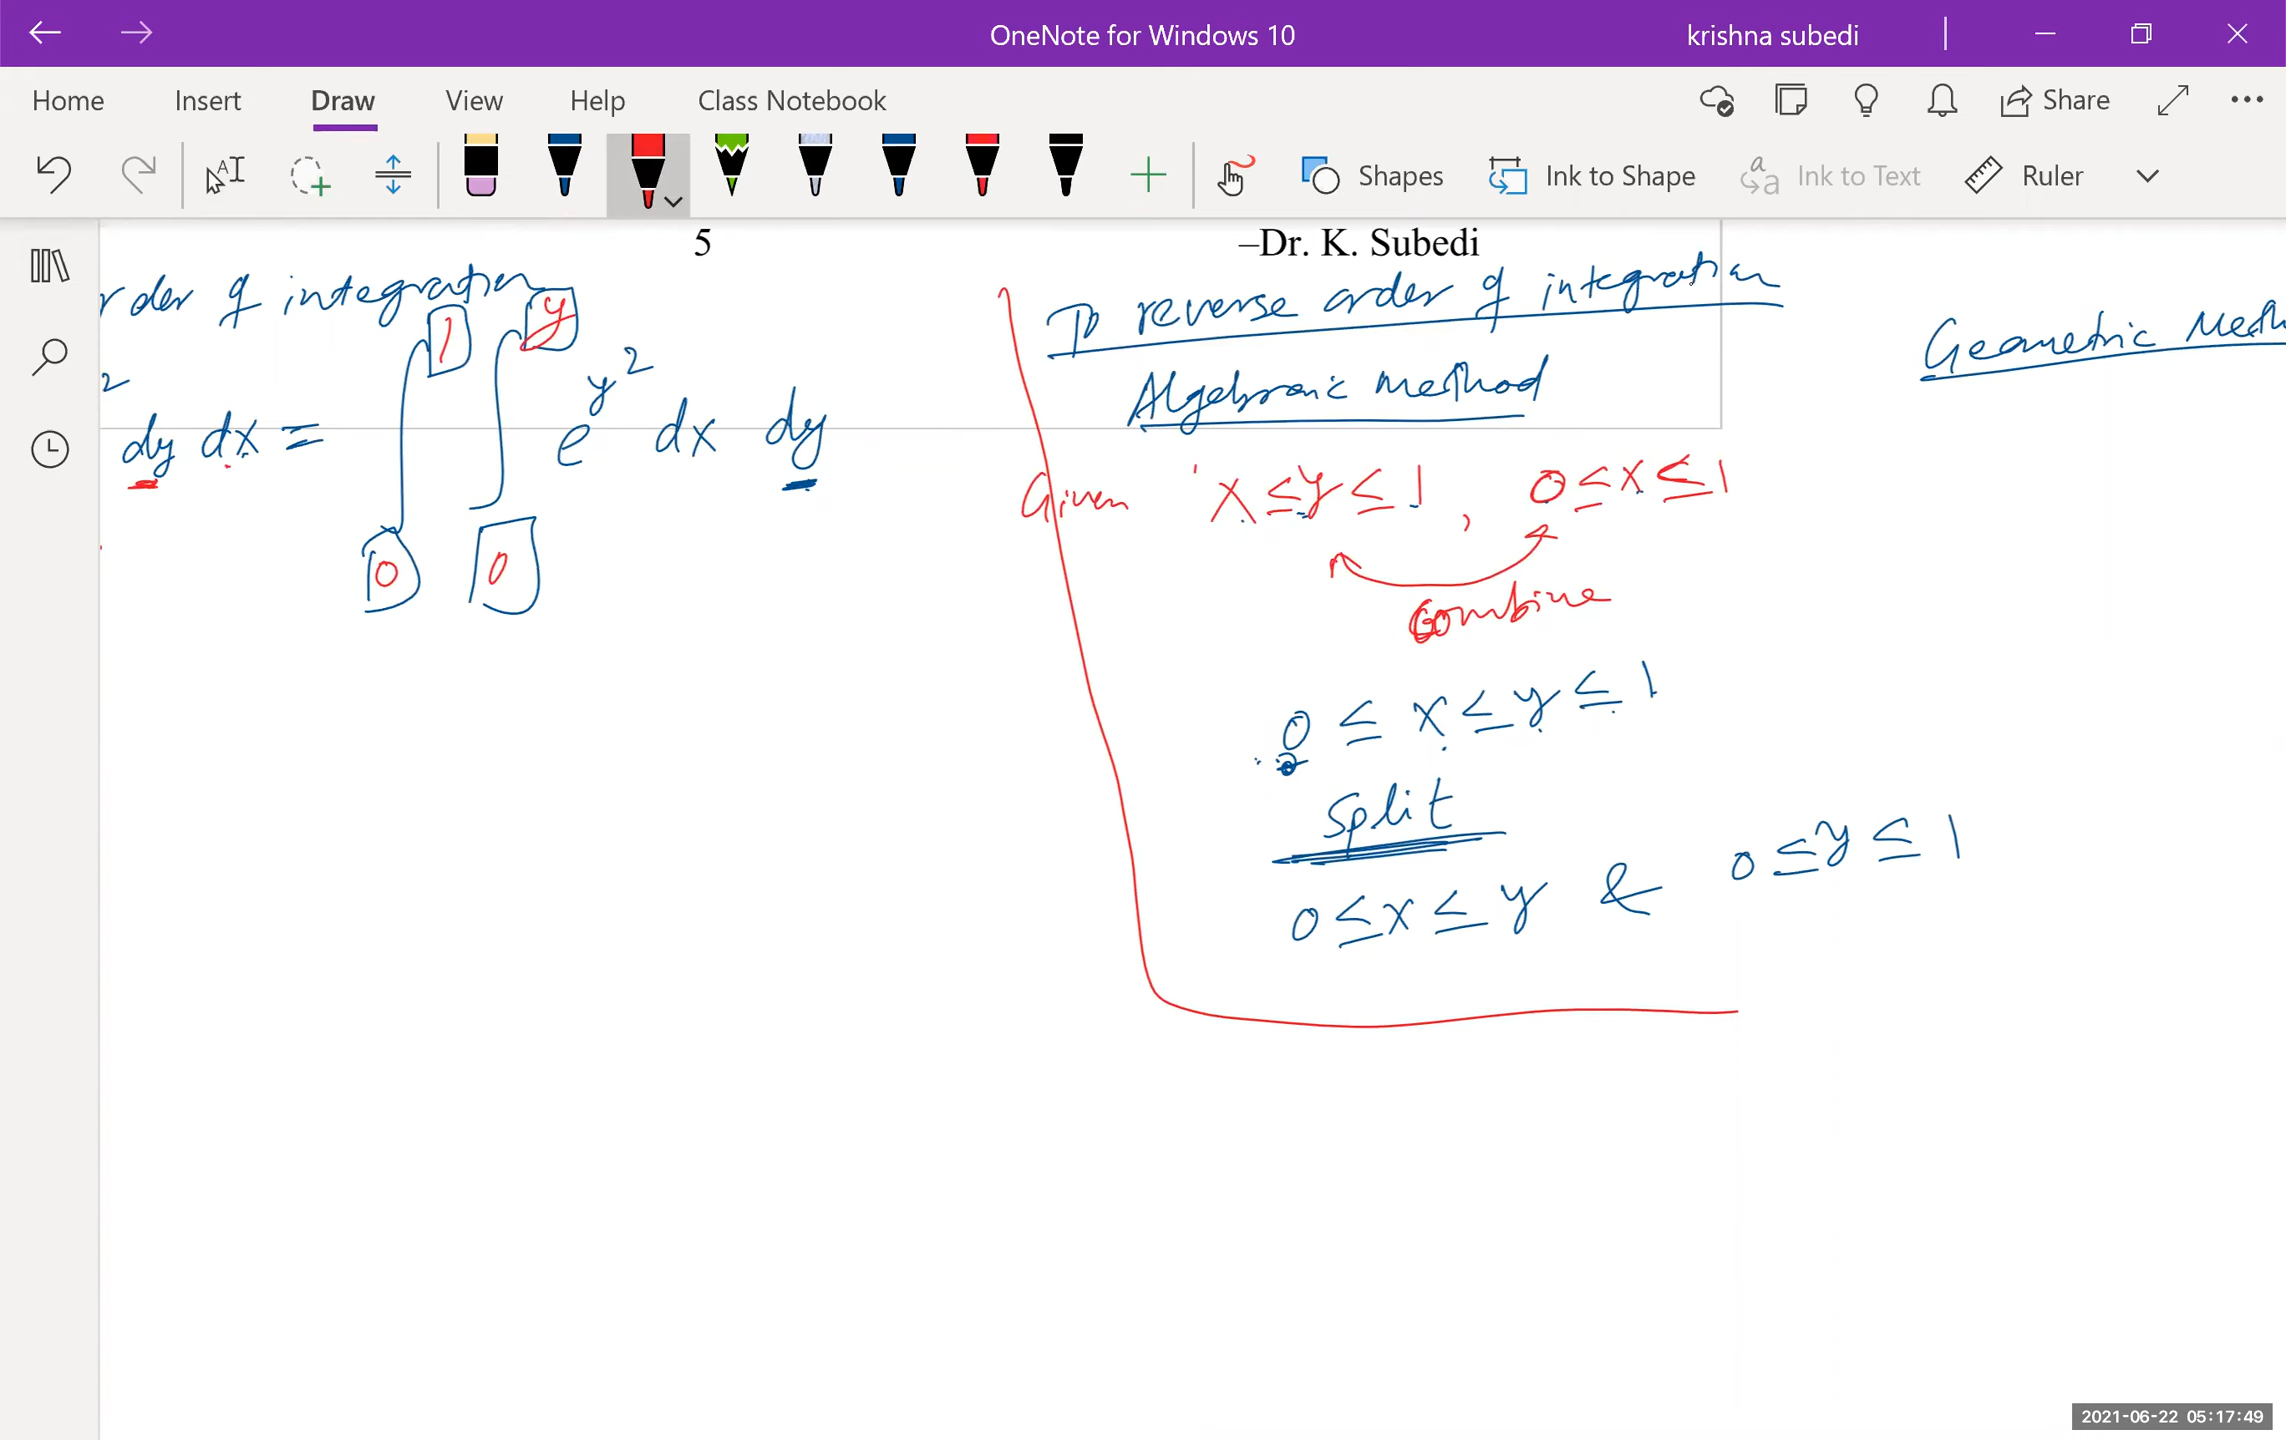 OneNote for Windows 10
krishna subedi
Home Insert Draw View Help Class Notebook
Share
Shapes Ink to Shape Ink to Text Ruler
5
–Dr. K. Subedi
rder of integration
2
dy dx = ∫₀¹ ∫₀ʸ e^y² dx dy
To reverse order of integration
Algebraic method
Given x ≤ y ≤ 1, 0 ≤ x ≤ 1
Combine
0 ≤ x ≤ y ≤ 1
Split
0 ≤ x ≤ y & 0 ≤ y ≤ 1
Geometric Meth
2021-06-22 05:17:49